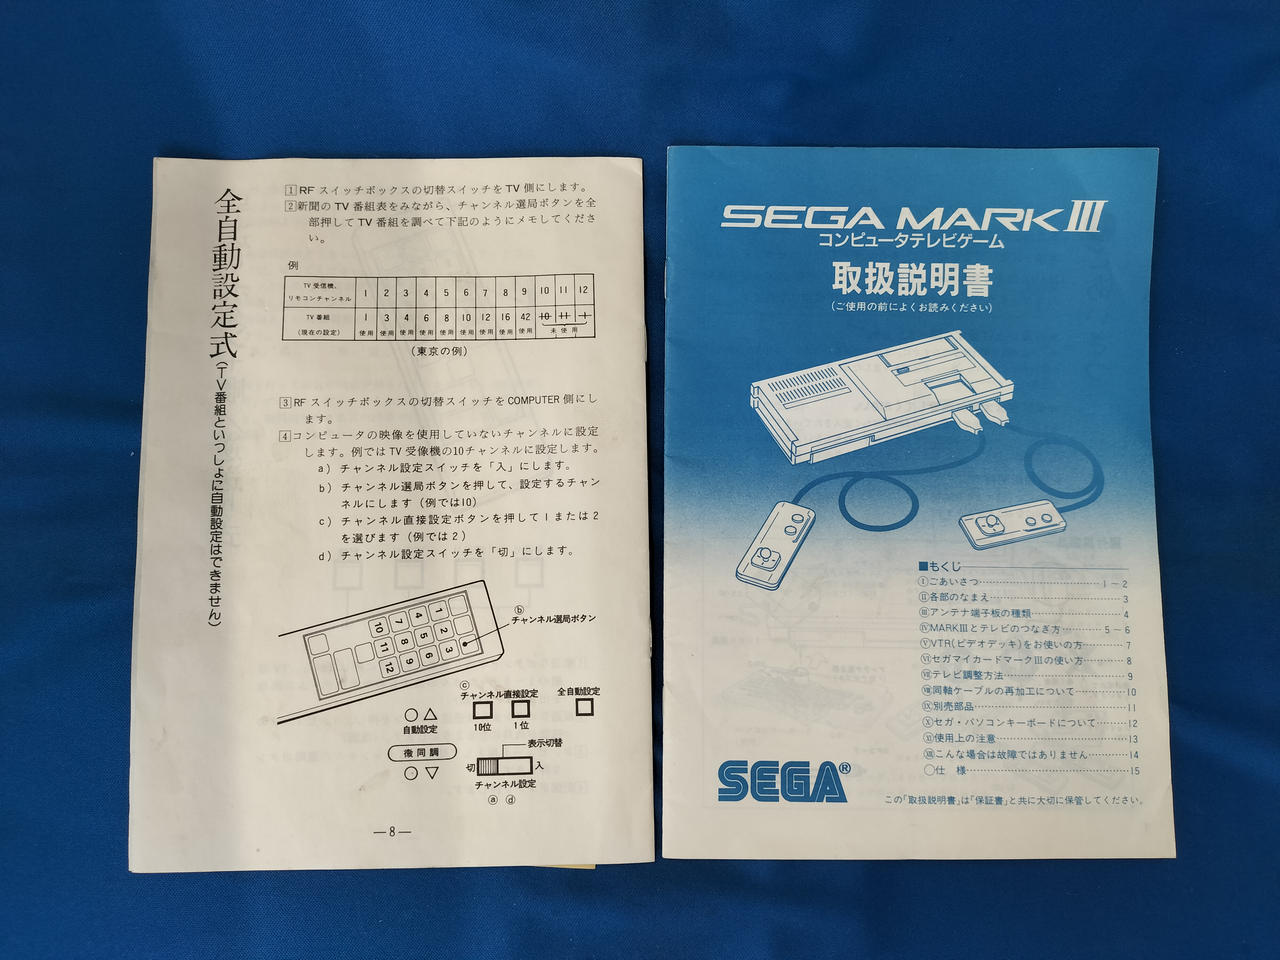 全自動設定式（TV番組といっしょに自動設定はできません）
1 RF スイッチボックスの切替スイッチを TV 側にします。
2 新聞の TV 番組表をみながら、チャンネル選局ボタンを全
部押して TV 番組を調べて下記のようにメモしてくださ
い。
例
TV 受信機、
リモコンチャンネル 1 2 3 4 5 6 7 8 9 10 11 12
TV 番組 1 3 4 6 8 10 12 16 42 10 11 1
(現在の設定) 使用 使用 使用 使用 使用 使用 使用 使用 使用 未使用
(東京の例)
3 RF スイッチボックスの切替スイッチを COMPUTER 側にし
ます。
4 コンピュータの映像を使用していないチャンネルに設定
します。例では TV 受像機の10チャンネルに設定します。
a) チャンネル設定スイッチを「入」にします。
b) チャンネル選局ボタンを押して、設定するチャン
ネルにします (例では10)
c) チャンネル直接設定ボタンを押して 1 または 2
を選びます (例では 2)
d) チャンネル設定スイッチを「切」にします。
10 7 4 1
11 8 5 2
12 9 6 3
ⓑ
チャンネル選局ボタン
ⓒ
チャンネル直接設定 全自動設定
10位 1位
自動設定
微同調
表示切替
切 入
チャンネル設定
ⓐ ⓓ
—8—
SEGA MARK III
コンピュータテレビゲーム
取扱説明書
(ご使用の前によくお読みください)
■もくじ
Ⅰごあいさつ 1～2
Ⅱ各部のなまえ 3
Ⅲアンテナ端子板の種類 4
ⅣMARKⅢとテレビのつなぎ方 5～6
ⅤVTR(ビデオデッキ)をお使いの方 7
ⅥセガマイカードマークⅢの使い方 8
Ⅶテレビ調整方法 9
Ⅷ同軸ケーブルの再加工について 10
Ⅸ別売部品 11
Ⅹセガ・パソコンキーボードについて 12
Ⅺ使用上の注意 13
Ⅻこんな場合は故障ではありません 14
○仕 様 15
SEGA®
この「取扱説明書」は「保証書」と共に大切に保管してください。